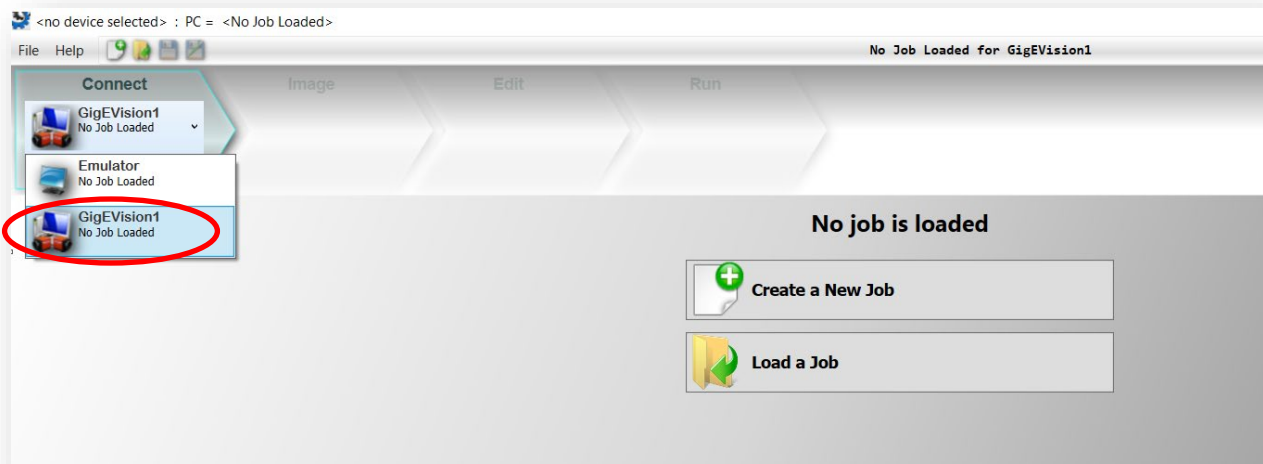 <no device selected> : PC = <No Job Loaded>
File Help
No Job Loaded for GigEVision1
Connect
Image
Edit
Run
GigEVision1
No Job Loaded
Emulator
No Job Loaded
GigEVision1
No Job Loaded
No job is loaded
Create a New Job
Load a Job